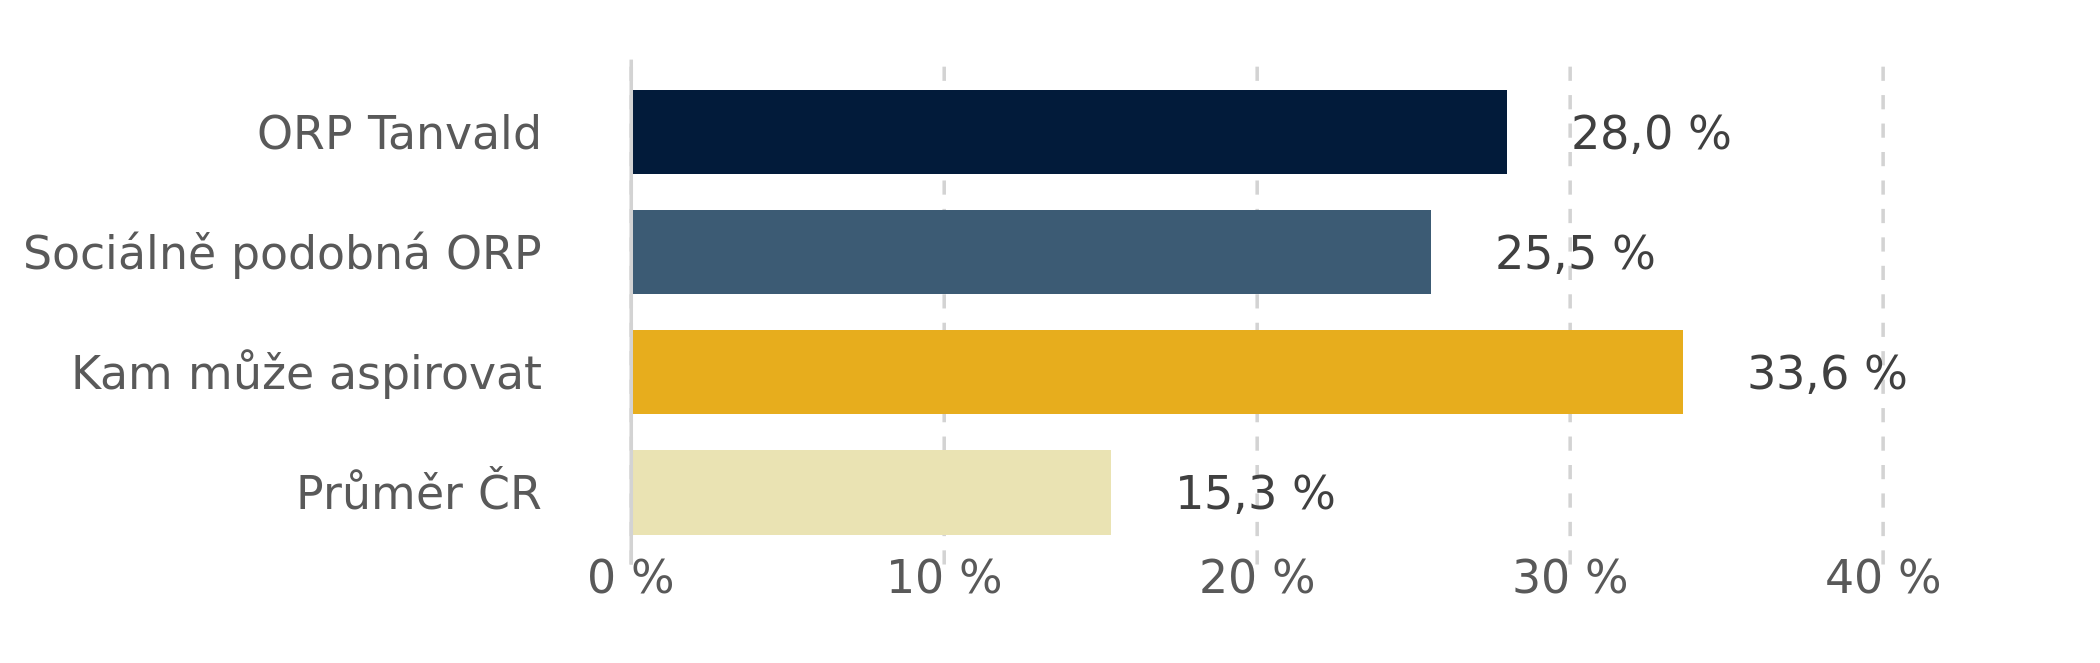 ORP Tanvald 28,0 %
Sociálně podobná ORP 25,5 %
Kam může aspirovat 33,6 %
Průměr ČR 15,3 %
0 % 10 % 20 % 30 % 40 %